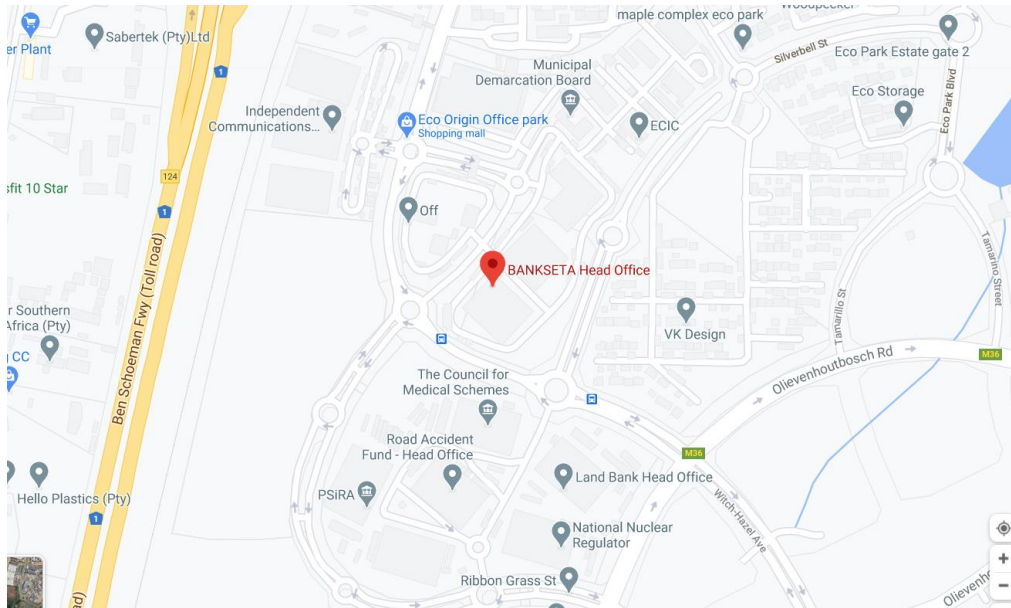 Woodpecker
maple complex eco park
Sabertek (Pty)Ltd
er Plant
1
Silverbell St
Eco Park Estate gate 2
Municipal
Demarcation Board
Eco Storage
Eco Park Blvd
Independent
Communications...
Eco Origin Office park
Shopping mall
ECIC
124
sfit 10 Star
1
Off
Tamarino Street
Ben Schoeman Fwy (Toll road)
BANKSETA Head Office
Tamarillo St
r Southern
Africa (Pty)
VK Design
g CC
Olievenhoutbosch Rd
M36
The Council for
Medical Schemes
Road Accident
Fund - Head Office
M36
Land Bank Head Office
PSiRA
Hello Plastics (Pty)
1
Witch-Hazel Ave
National Nuclear
Regulator
Ribbon Grass St
Olievenho
ad)
+
−